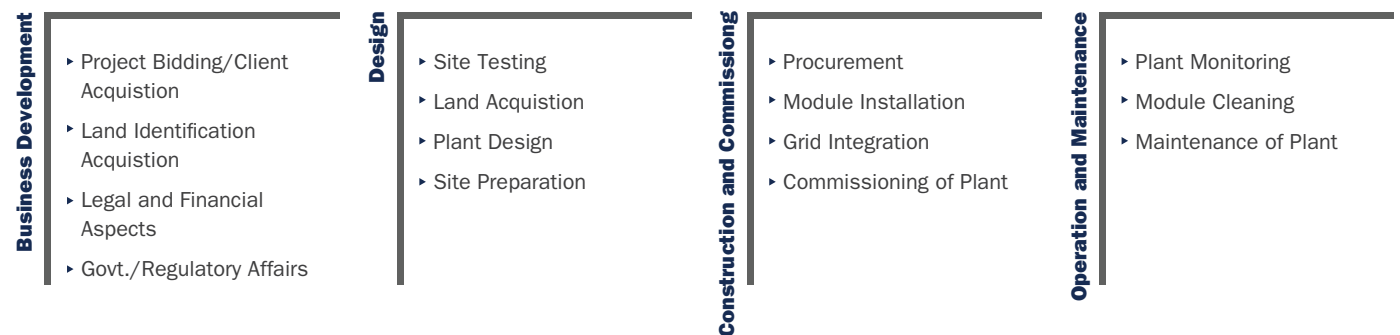 Business Development
Project Bidding/Client
Acquistion
Land Identification
Acquistion
Legal and Financial
Aspects
Govt./Regulatory Affairs
Design
Site Testing
Land Acquistion
Plant Design
Site Preparation
Construction and Commissiong
Procurement
Module Installation
Grid Integration
Commissioning of Plant
Operation and Maintenance
Plant Monitoring
Module Cleaning
Maintenance of Plant